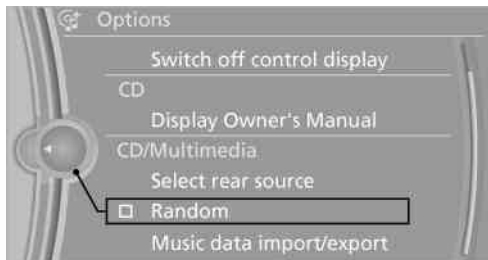 Options
Switch off control display
CD
Display Owner's Manual
CD/Multimedia
Select rear source
Random
Music data import/export